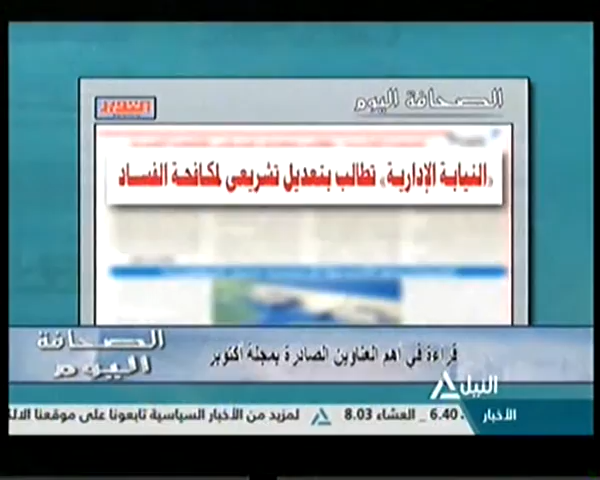 الصحافة اليوم
«النيابة الإدارية» تطالب بتعديل تشريعى لمكافحة الفساد
الصحافة
اليوم
قراءة في أهم العناوين الصادرة بمجلة أكتوبر
النيل
الأخبار
6.40 _ العشاء 8.03 لمزيد من الأخبار السياسية تابعونا على موقعنا